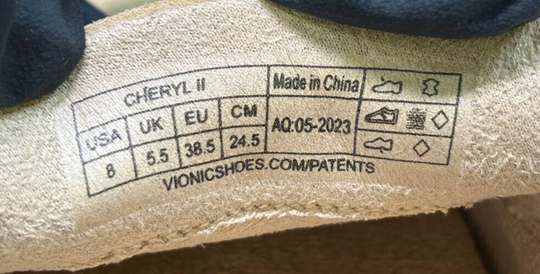 CHERYL II
Made in China
USA UK EU CM
8 5.5 38.5 24.5
AQ:05-2023
VIONICSHOES.COM/PATENTS